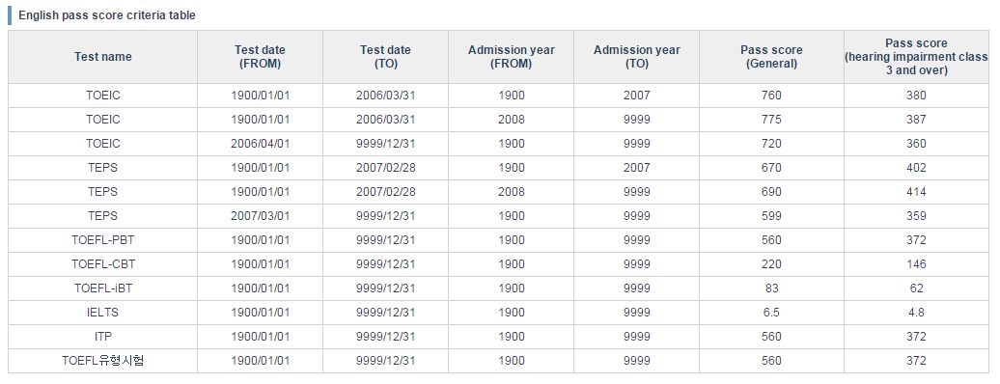 English pass score criteria table
Test name Test date (FROM) Test date (TO) Admission year (FROM) Admission year (TO) Pass score (General) Pass score (hearing impairment class 3 and over)
TOEIC 1900/01/01 2006/03/31 1900 2007 760 380
TOEIC 1900/01/01 2006/03/31 2008 9999 775 387
TOEIC 2006/04/01 9999/12/31 1900 9999 720 360
TEPS 1900/01/01 2007/02/28 1900 2007 670 402
TEPS 1900/01/01 2007/02/28 2008 9999 690 414
TEPS 2007/03/01 9999/12/31 1900 9999 599 359
TOEFL-PBT 1900/01/01 9999/12/31 1900 9999 560 372
TOEFL-CBT 1900/01/01 9999/12/31 1900 9999 220 146
TOEFL-iBT 1900/01/01 9999/12/31 1900 9999 83 62
IELTS 1900/01/01 9999/12/31 1900 9999 6.5 4.8
ITP 1900/01/01 9999/12/31 1900 9999 560 372
TOEFL유형시험 1900/01/01 9999/12/31 1900 9999 560 372